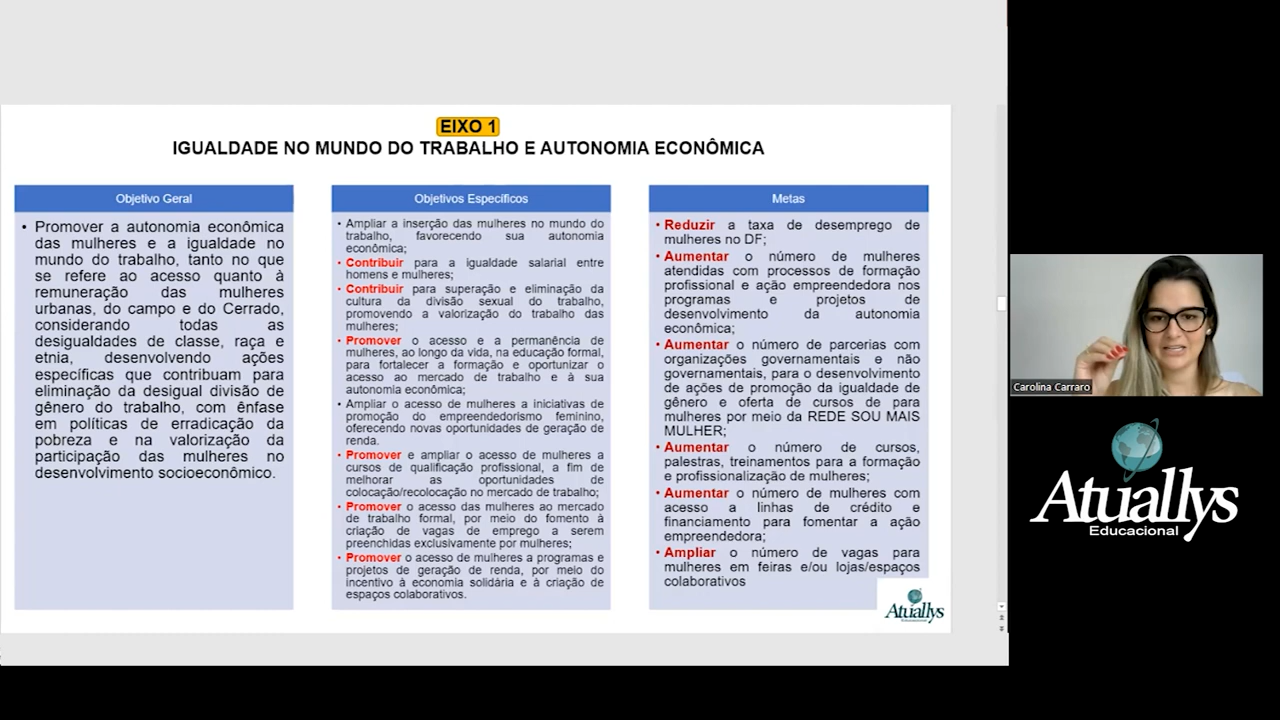 EIXO 1
IGUALDADE NO MUNDO DO TRABALHO E AUTONOMIA ECONÔMICA
Objetivo Geral
• Promover a autonomia econômica
das mulheres e a igualdade no
mundo do trabalho, tanto no que
se refere ao acesso quanto à
remuneração das mulheres
urbanas, do campo e do Cerrado,
considerando todas as
desigualdades de classe, raça e
etnia, desenvolvendo ações
específicas que contribuam para
eliminação da desigual divisão de
gênero do trabalho, com ênfase
em políticas de erradicação da
pobreza e na valorização da
participação das mulheres no
desenvolvimento socioeconômico.
Objetivos Específicos
• Ampliar a inserção das mulheres no mundo do
trabalho, favorecendo sua autonomia
econômica;
• Contribuir para a igualdade salarial entre
homens e mulheres;
• Contribuir para superação e eliminação da
cultura da divisão sexual do trabalho,
promovendo a valorização do trabalho das
mulheres;
• Promover o acesso e a permanência de
mulheres, ao longo da vida, na educação formal,
para fortalecer a formação e oportunizar o
acesso ao mercado de trabalho e à sua
autonomia econômica;
• Ampliar o acesso de mulheres a iniciativas de
promoção do empreendedorismo feminino,
oferecendo novas oportunidades de geração de
renda.
• Promover e ampliar o acesso de mulheres a
cursos de qualificação profissional, a fim de
melhorar as oportunidades de
colocação/recolocação no mercado de trabalho;
• Promover o acesso das mulheres ao mercado
de trabalho formal, por meio do fomento à
criação de vagas de emprego a serem
preenchidas exclusivamente por mulheres;
• Promover o acesso de mulheres a programas e
projetos de geração de renda, por meio do
incentivo à economia solidária e à criação de
espaços colaborativos.
Metas
• Reduzir a taxa de desemprego de
mulheres no DF;
• Aumentar o número de mulheres
atendidas com processos de formação
profissional e ação empreendedora nos
programas e projetos de
desenvolvimento da autonomia
econômica;
• Aumentar o número de parcerias com
organizações governamentais e não
governamentais, para o desenvolvimento
de ações de promoção da igualdade de
gênero e oferta de cursos de para
mulheres por meio da REDE SOU MAIS
MULHER;
• Aumentar o número de cursos,
palestras, treinamentos para a formação
e profissionalização de mulheres;
• Aumentar o número de mulheres com
acesso a linhas de crédito e
financiamento para fomentar a ação
empreendedora;
• Ampliar o número de vagas para
mulheres em feiras e/ou lojas/espaços
colaborativos
Atuallys
Educacional
Carolina Carraro
Atuallys
Educacional